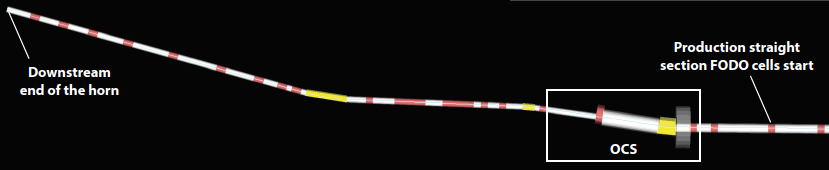 Downstream
end of the horn
OCS
Production straight
section FODO cells start